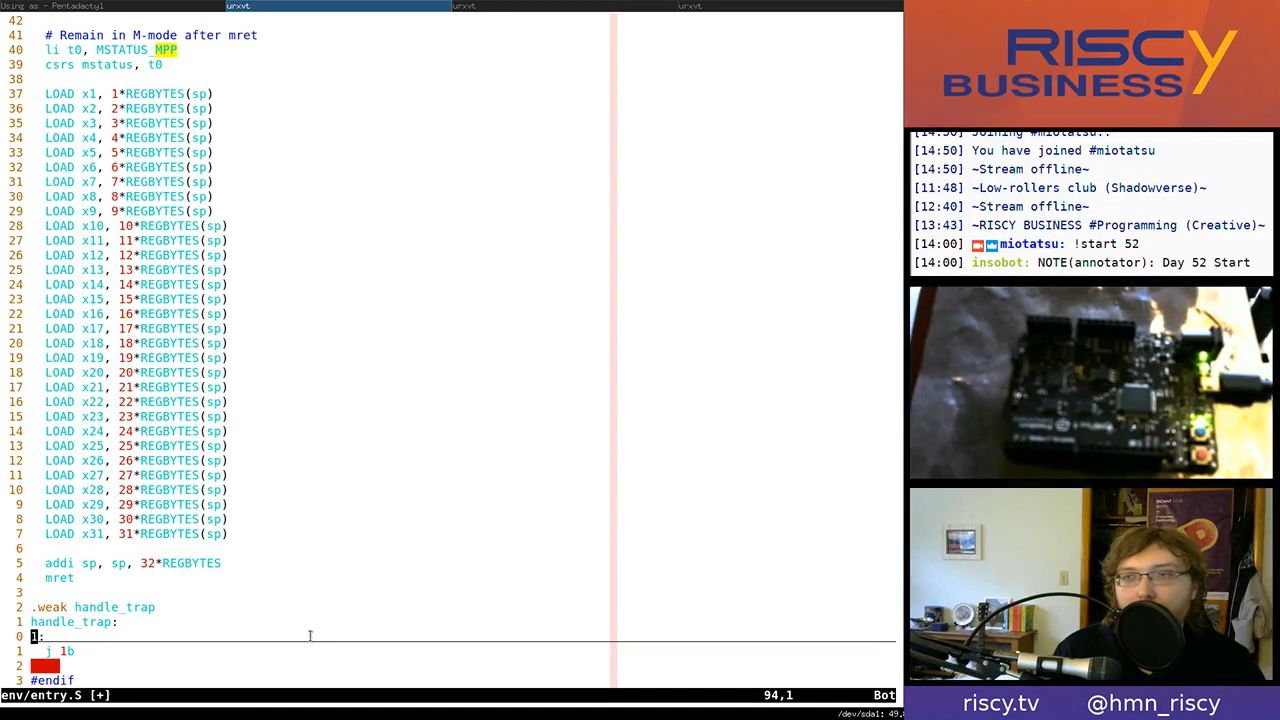 Using as - Pentadactyl
urxvt
urxvt
urxvt
42
41 # Remain in M-mode after mret
40 li t0, MSTATUS_MPP
39 csrs mstatus, t0
38
37 LOAD x1, 1*REGBYTES(sp)
36 LOAD x2, 2*REGBYTES(sp)
35 LOAD x3, 3*REGBYTES(sp)
34 LOAD x4, 4*REGBYTES(sp)
33 LOAD x5, 5*REGBYTES(sp)
32 LOAD x6, 6*REGBYTES(sp)
31 LOAD x7, 7*REGBYTES(sp)
30 LOAD x8, 8*REGBYTES(sp)
29 LOAD x9, 9*REGBYTES(sp)
28 LOAD x10, 10*REGBYTES(sp)
27 LOAD x11, 11*REGBYTES(sp)
26 LOAD x12, 12*REGBYTES(sp)
25 LOAD x13, 13*REGBYTES(sp)
24 LOAD x14, 14*REGBYTES(sp)
23 LOAD x15, 15*REGBYTES(sp)
22 LOAD x16, 16*REGBYTES(sp)
21 LOAD x17, 17*REGBYTES(sp)
20 LOAD x18, 18*REGBYTES(sp)
19 LOAD x19, 19*REGBYTES(sp)
18 LOAD x20, 20*REGBYTES(sp)
17 LOAD x21, 21*REGBYTES(sp)
16 LOAD x22, 22*REGBYTES(sp)
15 LOAD x23, 23*REGBYTES(sp)
14 LOAD x24, 24*REGBYTES(sp)
13 LOAD x25, 25*REGBYTES(sp)
12 LOAD x26, 26*REGBYTES(sp)
11 LOAD x27, 27*REGBYTES(sp)
10 LOAD x28, 28*REGBYTES(sp)
9 LOAD x29, 29*REGBYTES(sp)
8 LOAD x30, 30*REGBYTES(sp)
7 LOAD x31, 31*REGBYTES(sp)
6
5 addi sp, sp, 32*REGBYTES
4 mret
3
2 .weak handle_trap
1 handle_trap:
0 1:
1 j 1b
2
3 #endif
env/entry.S [+] 94,1 Bot
/dev/sda1: 49.
RISCY
BUSINESS
[14:50] Joining #miotatsu..
[14:50] You have joined #miotatsu
[14:50] ~Stream offline~
[11:48] ~Low-rollers club (Shadowverse)~
[12:40] ~Stream offline~
[13:43] ~RISCY BUSINESS #Programming (Creative)~
[14:00] miotatsu: !start 52
[14:00] insobot: NOTE(annotator): Day 52 Start
riscy.tv @hmn_riscy